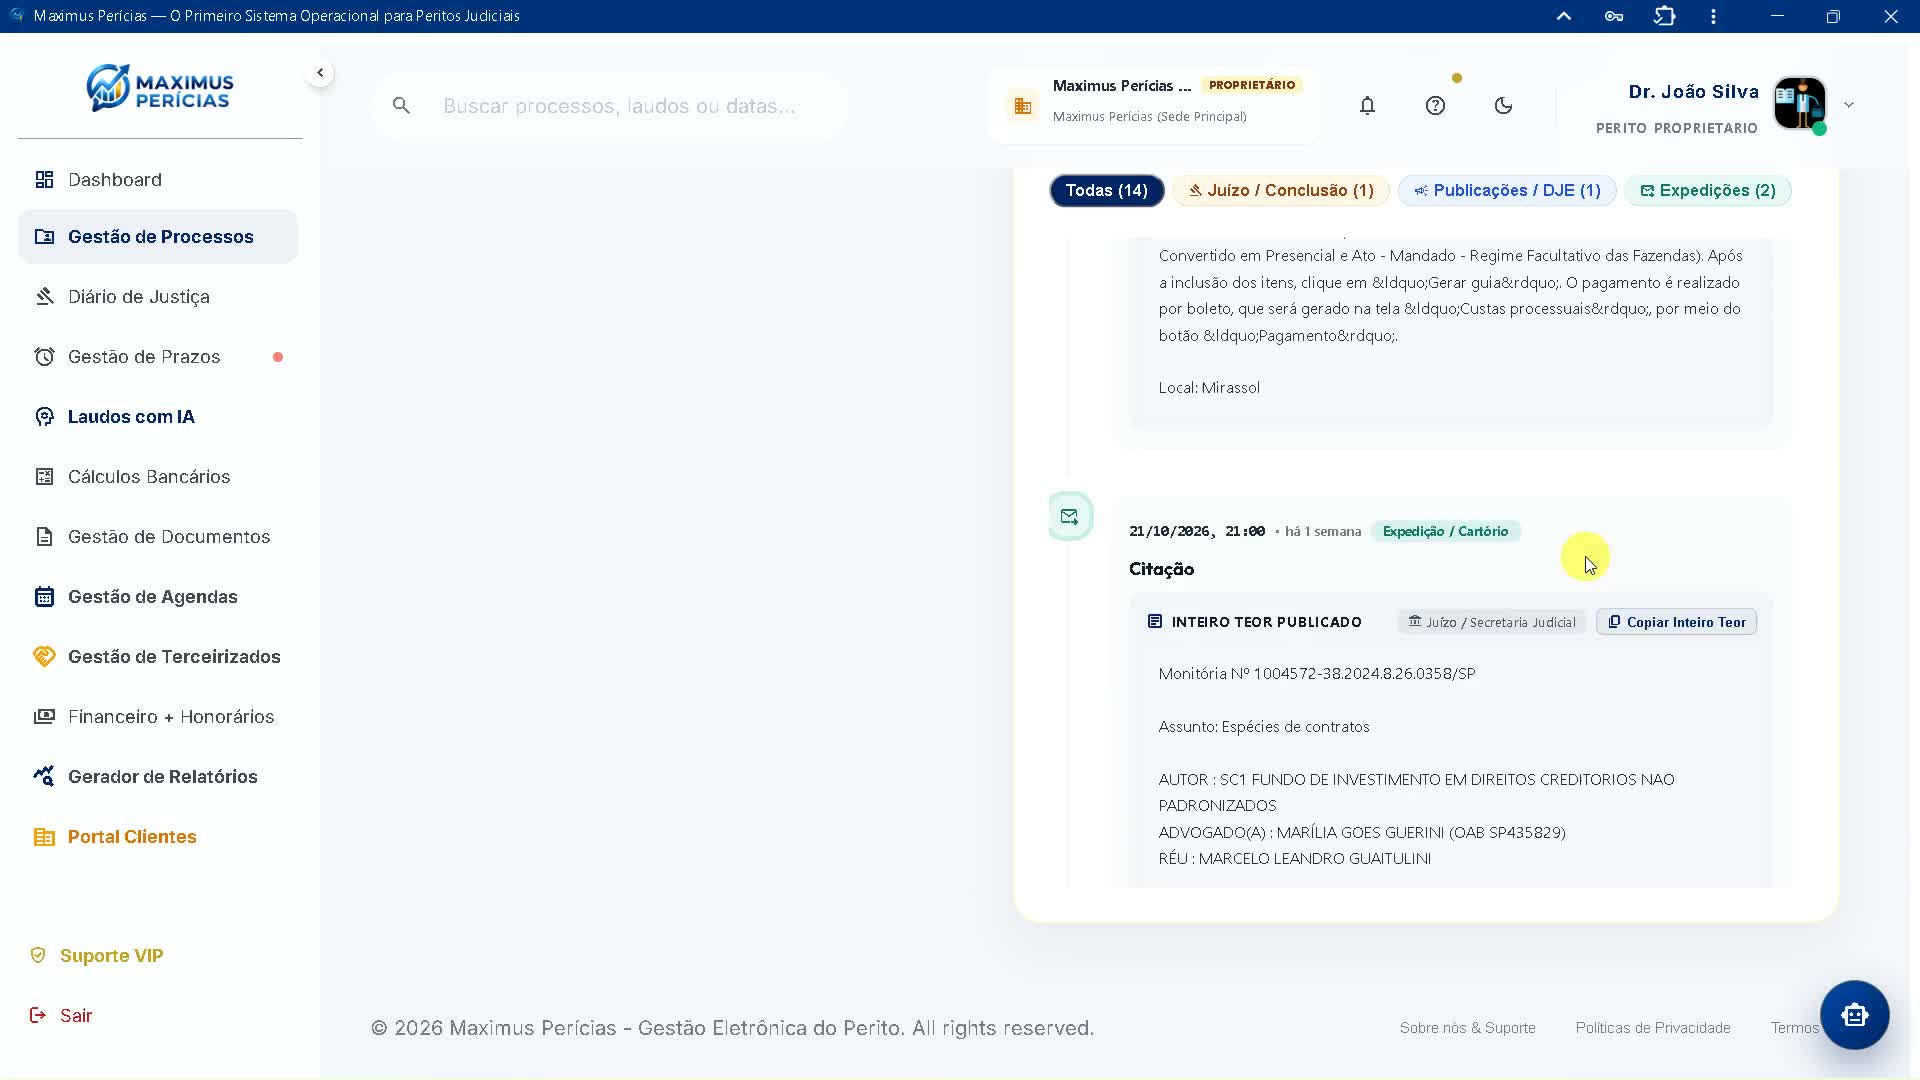 Maximus Perícias — O Primeiro Sistema Operacional para Peritos Judiciais
MAXIMUS
PERÍCIAS
Buscar processos, laudos ou datas...
Maximus Perícias ... PROPRIETÁRIO
Maximus Perícias (Sede Principal)
Dr. João Silva
PERITO PROPRIETARIO
Dashboard
Gestão de Processos
Diário de Justiça
Gestão de Prazos
Laudos com IA
Cálculos Bancários
Gestão de Documentos
Gestão de Agendas
Gestão de Terceirizados
Financeiro + Honorários
Gerador de Relatórios
Portal Clientes
Suporte VIP
Sair
Todas (14) Juízo / Conclusão (1) Publicações / DJE (1) Expedições (2)
Convertido em Presencial e Ato - Mandado - Regime Facultativo das Fazendas). Após
a inclusão dos itens, clique em &ldquo;Gerar guia&rdquo;. O pagamento é realizado
por boleto, que será gerado na tela &ldquo;Custas processuais&rdquo;, por meio do
botão &ldquo;Pagamento&rdquo;.
Local: Mirassol
21/10/2026, 21:00 • há 1 semana Expedição / Cartório
Citação
INTEIRO TEOR PUBLICADO Juízo / Secretaria Judicial Copiar Inteiro Teor
Monitória Nº 1004572-38.2024.8.26.0358/SP
Assunto: Espécies de contratos
AUTOR : SC1 FUNDO DE INVESTIMENTO EM DIREITOS CREDITORIOS NAO
PADRONIZADOS
ADVOGADO(A) : MARÍLIA GOES GUERINI (OAB SP435829)
RÉU : MARCELO LEANDRO GUAITULINI
© 2026 Maximus Perícias - Gestão Eletrônica do Perito. All rights reserved.
Sobre nós & Suporte Políticas de Privacidade Termos